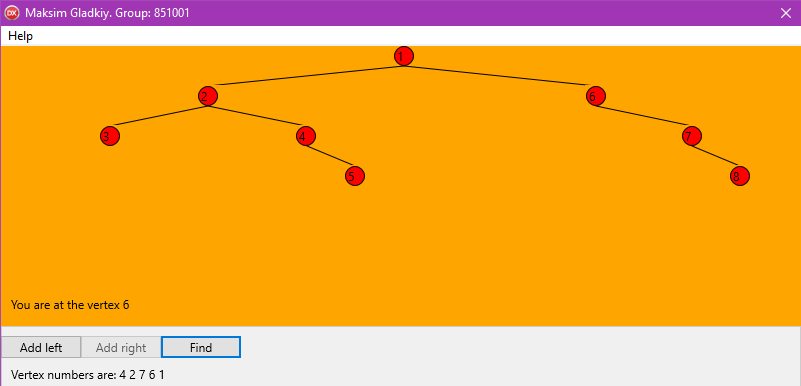 DX Maksim Gladkiy. Group: 851001
Help
1
2 6
3 4 7
5 8
You are at the vertex 6
Add left Add right Find
Vertex numbers are: 4 2 7 6 1